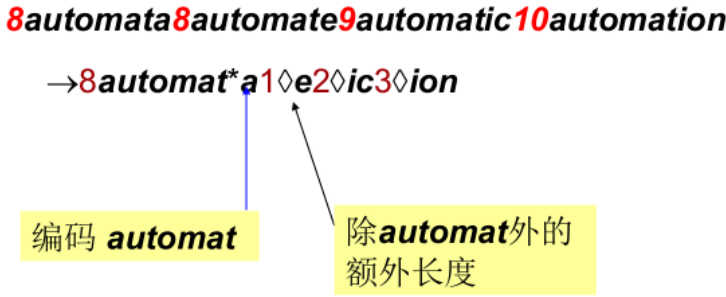 8automata8automate9automatic10automation
→8automat*a1◊e2◊ic3◊ion
编码 automat
除automat外的
额外长度